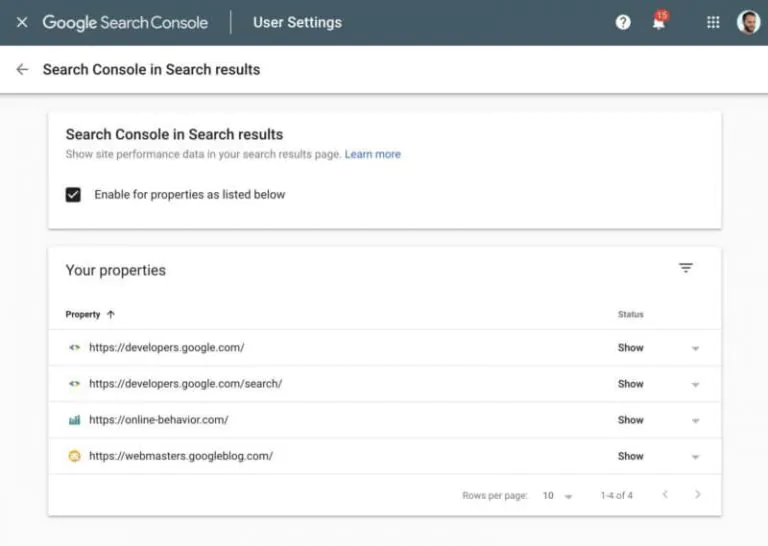 Google Search Console User Settings 15
Search Console in Search results
Search Console in Search results
Show site performance data in your search results page. Learn more
Enable for properties as listed below
Your properties
Property Status
https://developers.google.com/ Show
https://developers.google.com/search/ Show
https://online-behavior.com/ Show
https://webmasters.googleblog.com/ Show
Rows per page: 10 1-4 of 4